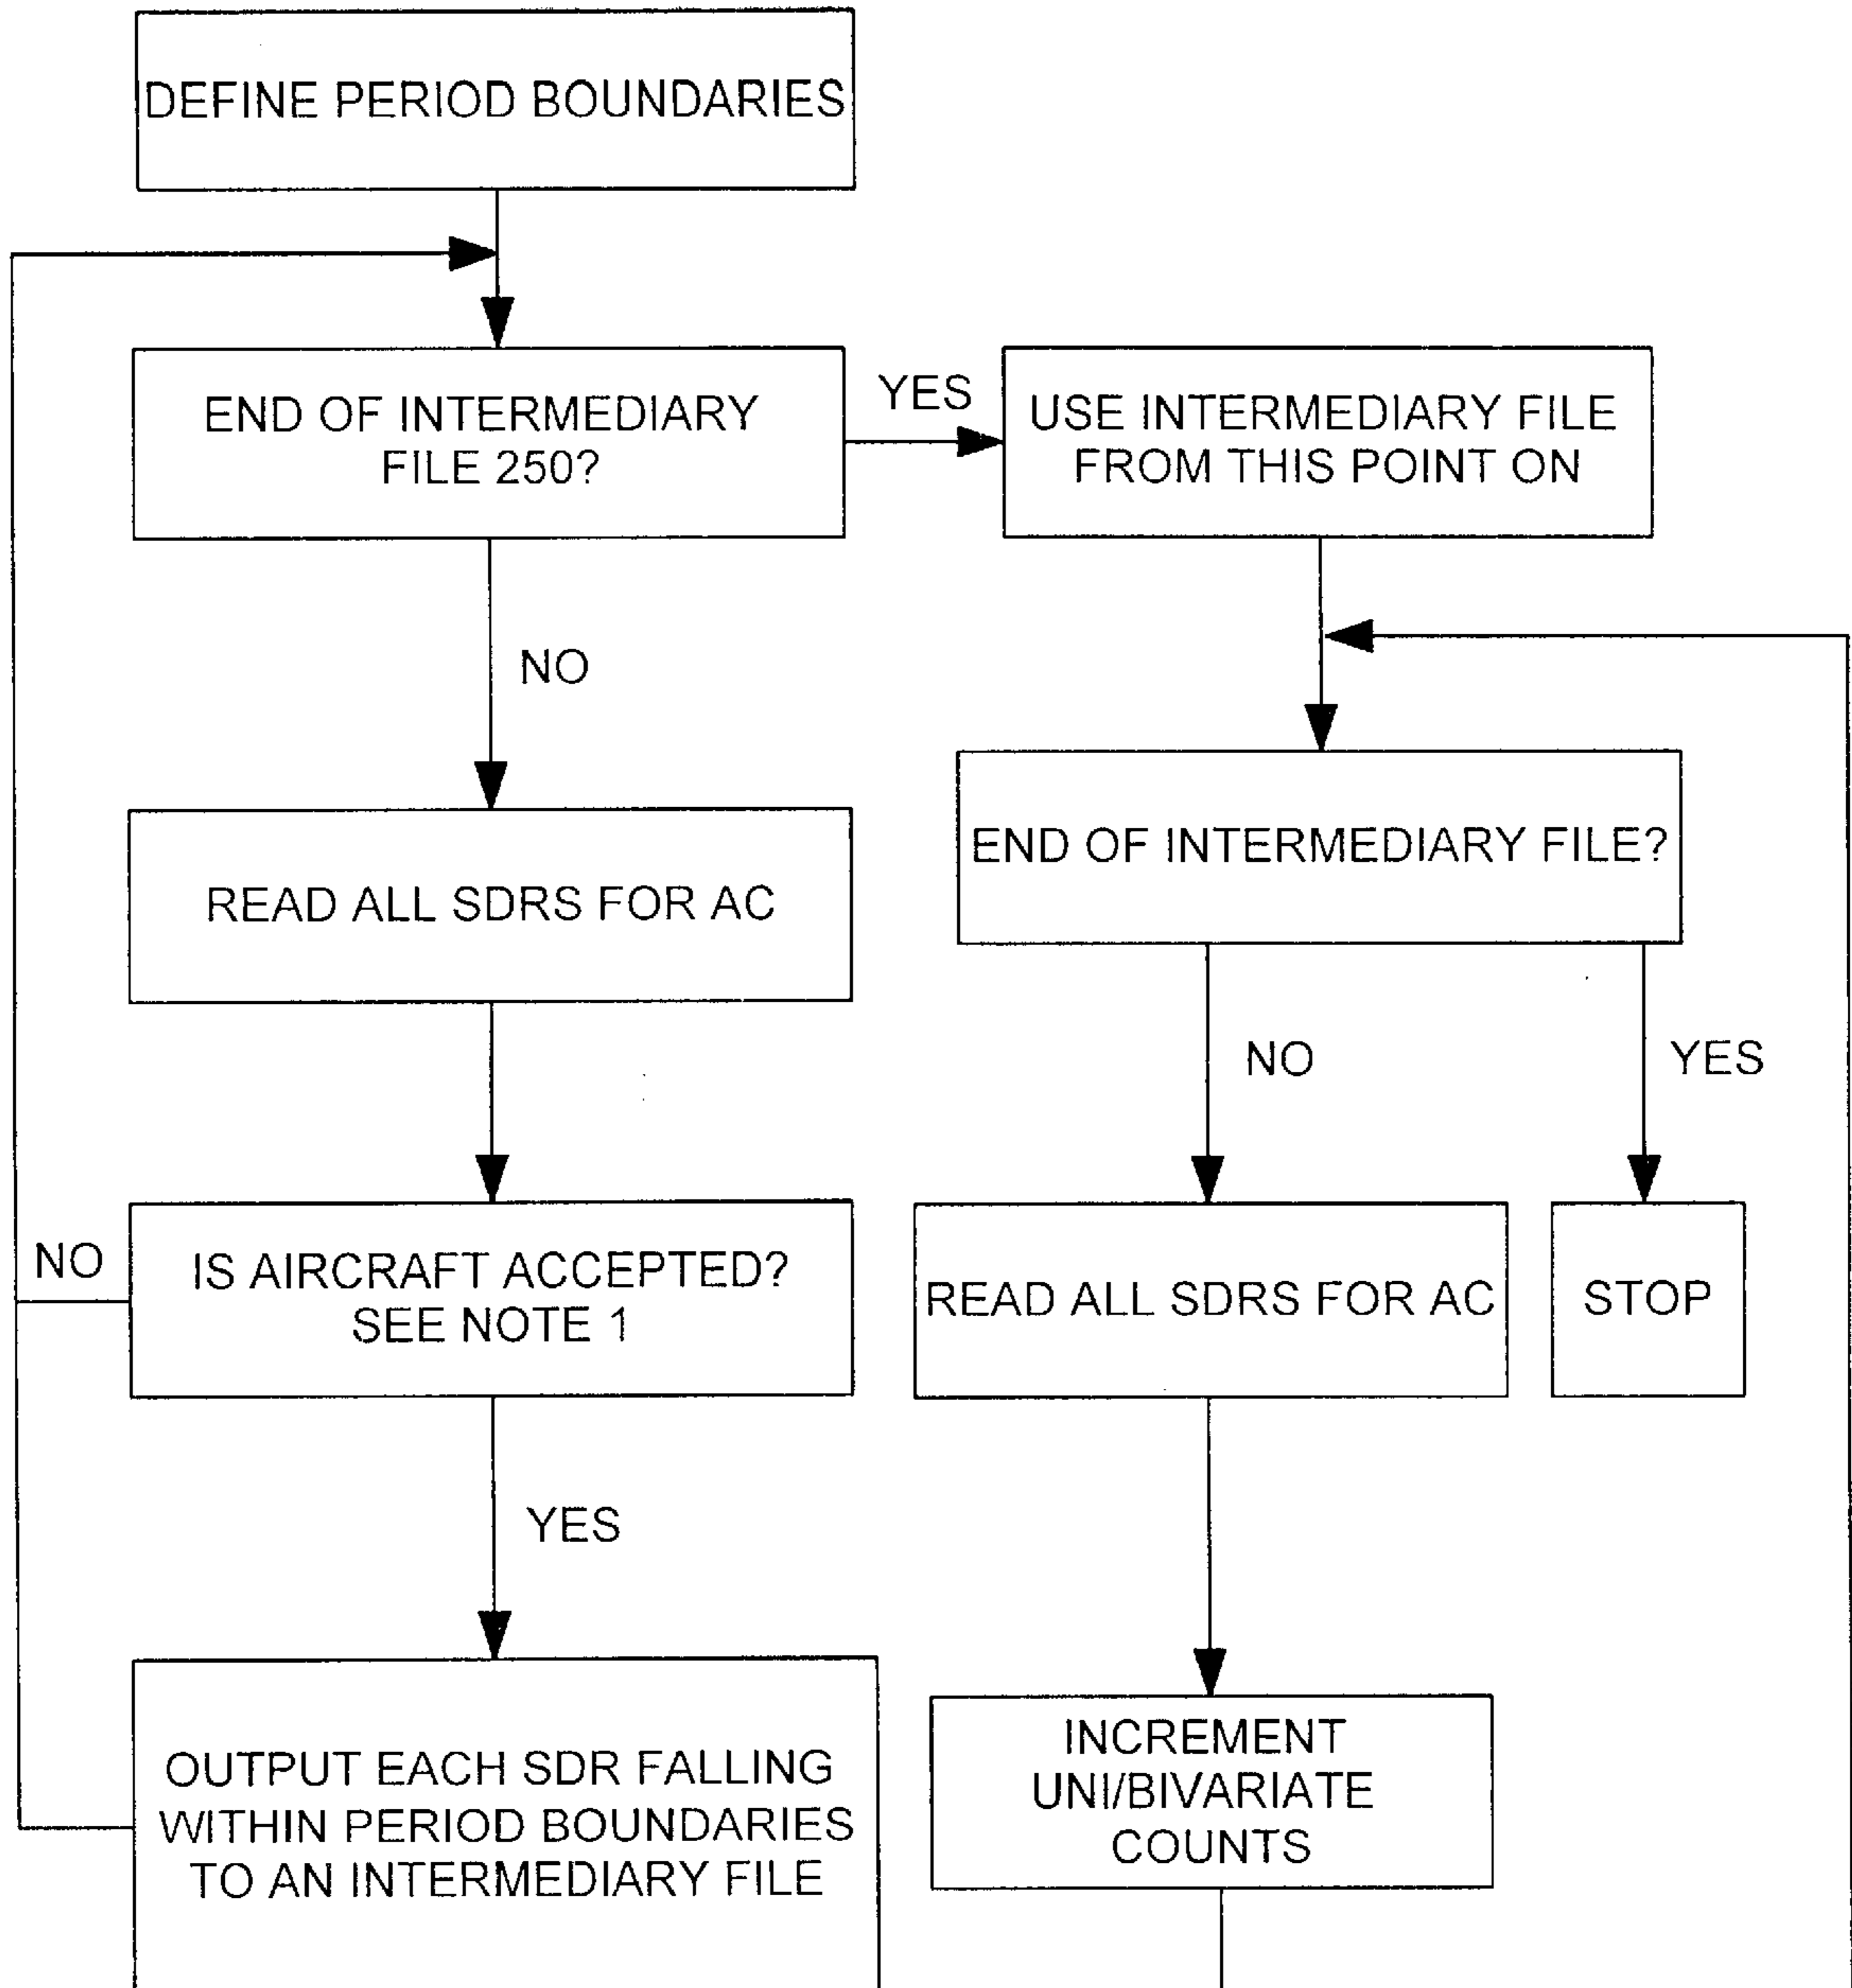 DEFINE PERIOD BOUNDARIES
END OF INTERMEDIARY
FILE 250?
YES
USE INTERMEDIARY FILE
FROM THIS POINT ON
NO
READ ALL SDRS FOR AC
END OF INTERMEDIARY FILE?
NO
YES
NO
IS AIRCRAFT ACCEPTED?
SEE NOTE 1
READ ALL SDRS FOR AC
STOP
YES
OUTPUT EACH SDR FALLING
WITHIN PERIOD BOUNDARIES
TO AN INTERMEDIARY FILE
INCREMENT
UNI/BIVARIATE
COUNTS